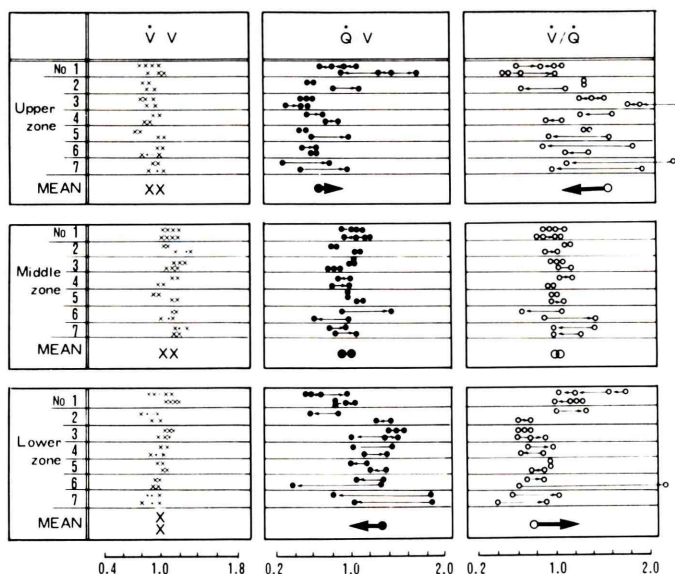 V̇ V Q̇ V V̇/Q̇
Upper zone
No 1
2
3
4
5
6
7
MEAN XX
Middle zone
No 1
2
3
4
5
6
7
MEAN XX
Lower zone
No 1
2
3
4
5
6
7
MEAN X
X
0.4 1.0 1.8 0.2 1.0 2.0 0.2 1.0 2.0